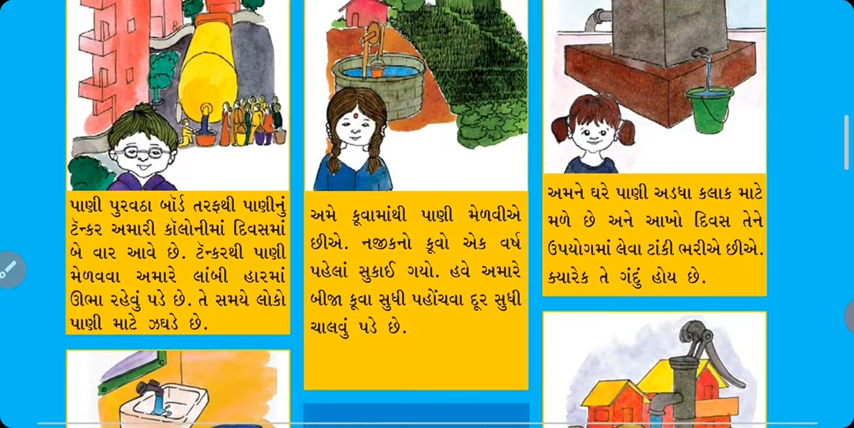 પાણી પુરવઠા બૉર્ડ તરફથી પાણીનું
ટૅન્કર અમારી કૉલોનીમાં દિવસમાં
બે વાર આવે છે. ટૅન્કરથી પાણી
મેળવવા અમારે લાંબી હારમાં
ઊભા રહેવું પડે છે. તે સમયે લોકો
પાણી માટે ઝઘડે છે.
અમે કૂવામાંથી પાણી મેળવીએ
છીએ. નજીકનો કૂવો એક વર્ષ
પહેલાં સુકાઈ ગયો. હવે અમારે
બીજા કૂવા સુધી પહોંચવા દૂર સુધી
ચાલવું પડે છે.
અમને ઘરે પાણી અડધા કલાક માટે
મળે છે અને આખો દિવસ તેને
ઉપયોગમાં લેવા ટાંકી ભરીએ છીએ.
ક્યારેક તે ગંદું હોય છે.